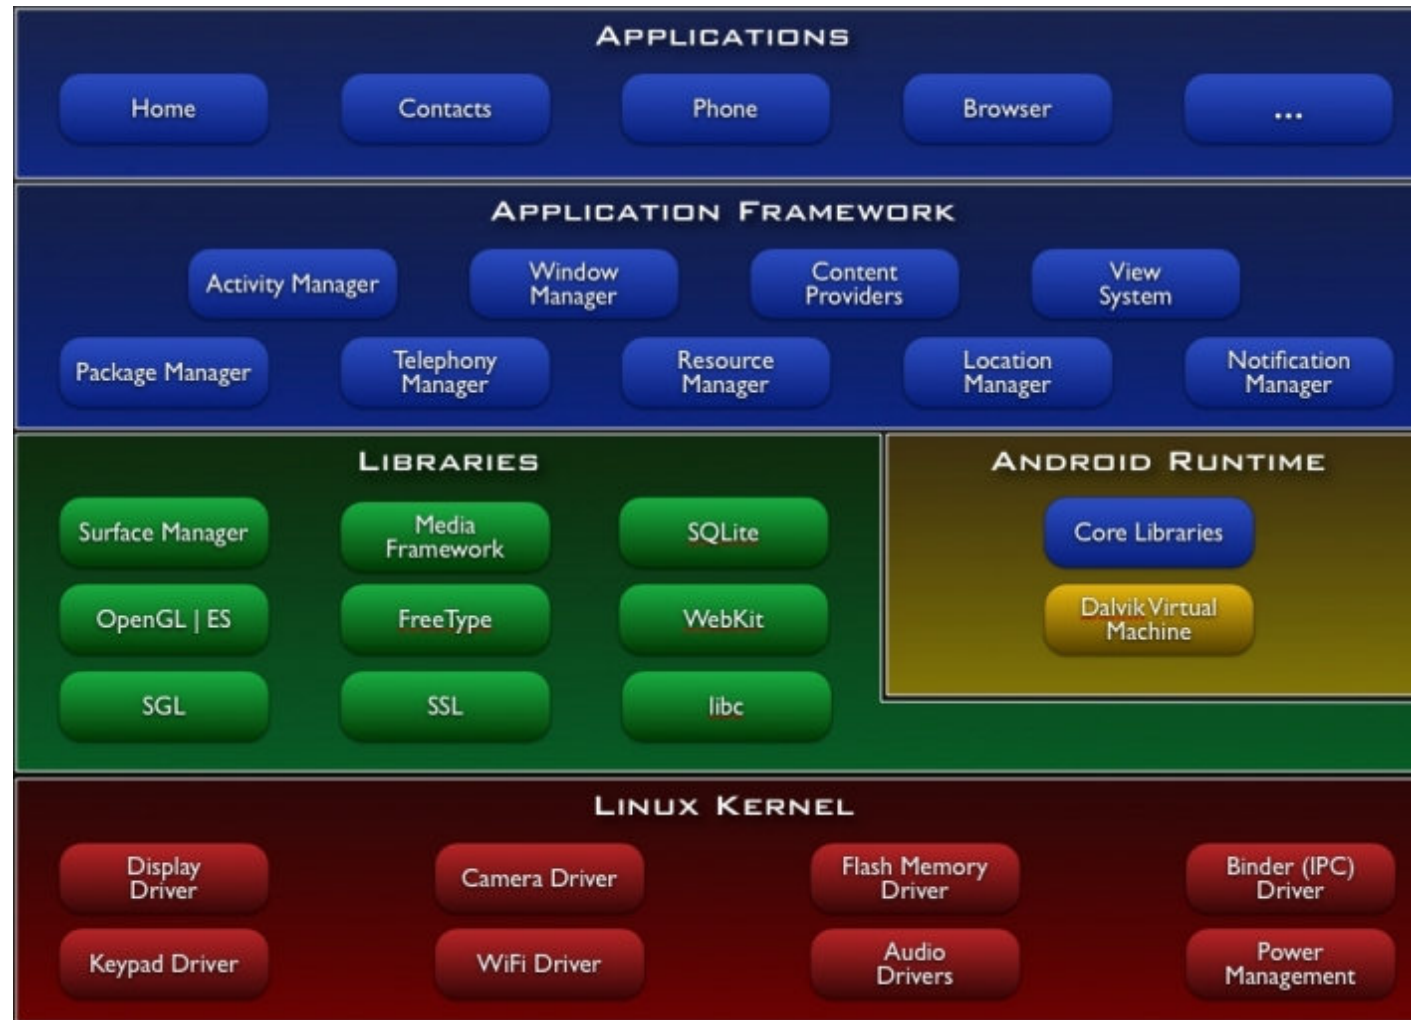 APPLICATIONS
Home
Contacts
Phone
Browser
...
APPLICATION FRAMEWORK
Activity Manager
Window
Manager
Content
Providers
View
System
Package Manager
Telephony
Manager
Resource
Manager
Location
Manager
Notification
Manager
LIBRARIES
Surface Manager
Media
Framework
SQLite
OpenGL | ES
FreeType
WebKit
SGL
SSL
libc
ANDROID RUNTIME
Core Libraries
Dalvik Virtual
Machine
LINUX KERNEL
Display
Driver
Camera Driver
Flash Memory
Driver
Binder (IPC)
Driver
Keypad Driver
WiFi Driver
Audio
Drivers
Power
Management